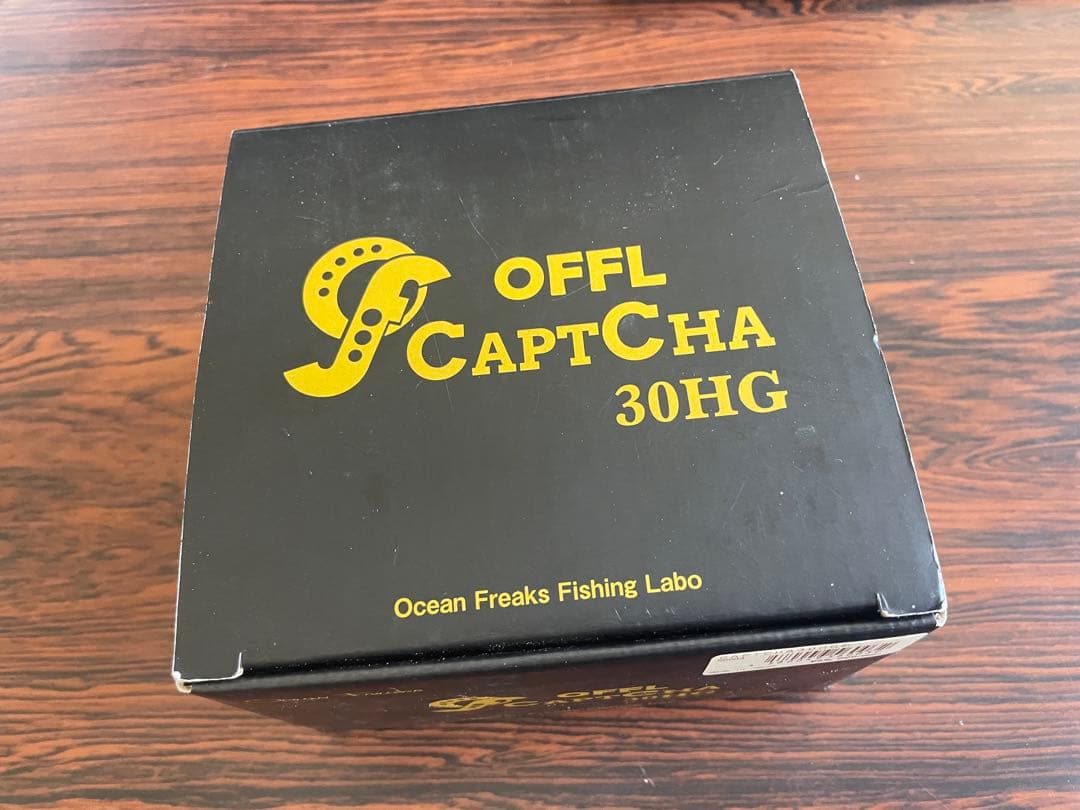 OFFL
CAPTCHA
30HG
Ocean Freaks Fishing Labo
OFFL